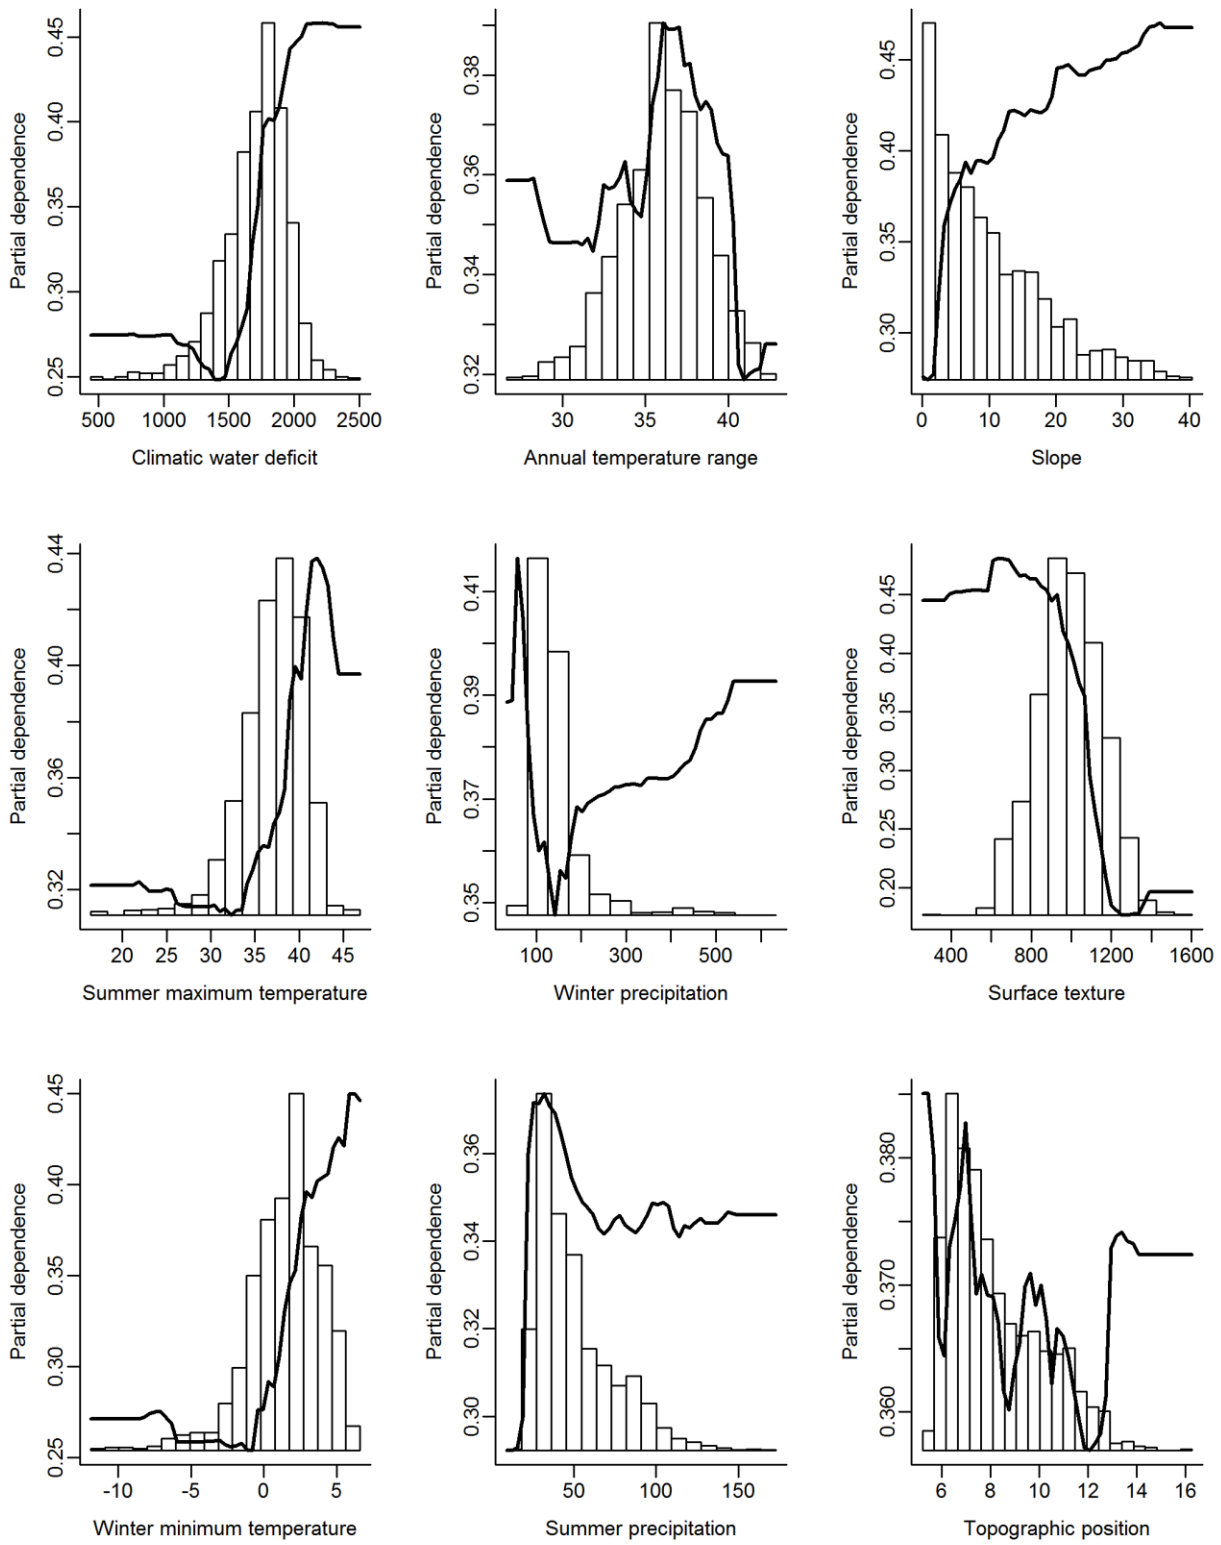 Partial dependence
0.25 0.30 0.35 0.40 0.45
500 1000 1500 2000 2500
Climatic water deficit
Partial dependence
0.32 0.34 0.36 0.38
30 35 40
Annual temperature range
Partial dependence
0.30 0.35 0.40 0.45
0 10 20 30 40
Slope
Partial dependence
0.32 0.36 0.40 0.44
20 25 30 35 40 45
Summer maximum temperature
Partial dependence
0.35 0.37 0.39 0.41
100 300 500
Winter precipitation
Partial dependence
0.20 0.25 0.30 0.35 0.40 0.45
400 800 1200 1600
Surface texture
Partial dependence
0.25 0.30 0.35 0.40 0.45
-10 -5 0 5
Winter minimum temperature
Partial dependence
0.30 0.32 0.34 0.36
50 100 150
Summer precipitation
Partial dependence
0.360 0.370 0.380
6 8 10 12 14 16
Topographic position